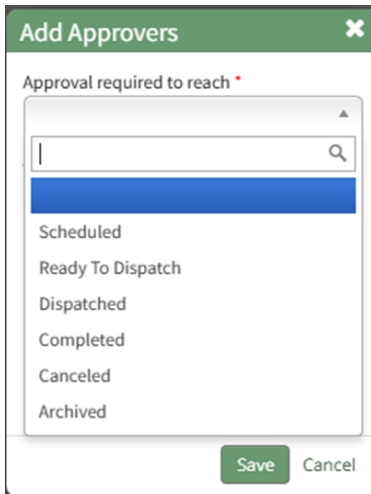 Add Approvers
Approval required to reach *
Scheduled
Ready To Dispatch
Dispatched
Completed
Canceled
Archived
Save Cancel